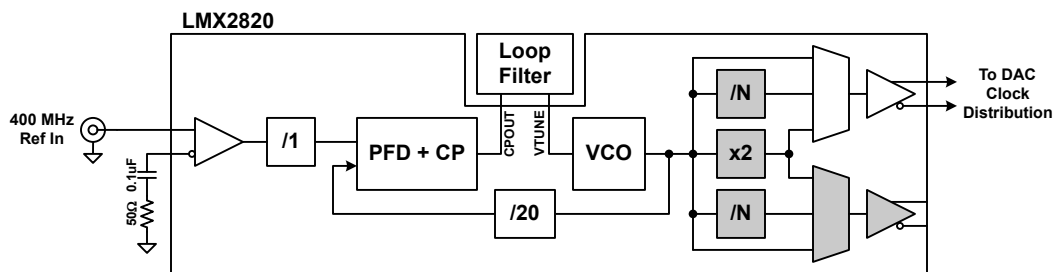 LMX2820
Loop
Filter
400 MHz
Ref In
/1
PFD + CP
CPOUT
VTUNE
VCO
/N
x2
/N
/20
50Ω 0.1uF
To DAC
Clock
Distribution